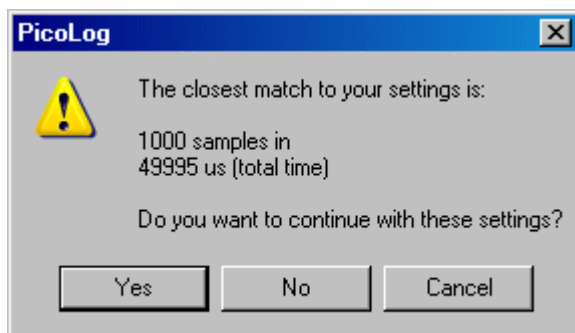 PicoLog
The closest match to your settings is:
1000 samples in
49995 us (total time)
Do you want to continue with these settings?
Yes
No
Cancel